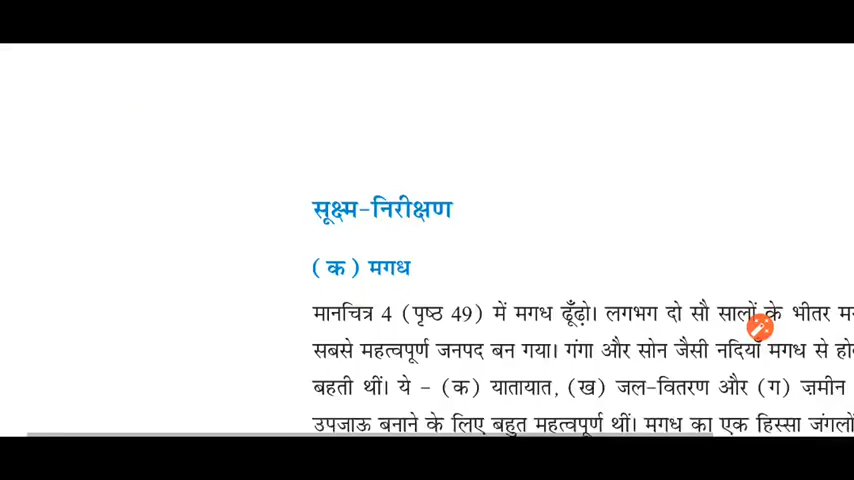 सूक्ष्म-निरीक्षण
(क) मगध
मानचित्र 4 (पृष्ठ 49) में मगध ढूँढ़ो। लगभग दो सौ सालों के भीतर
सबसे महत्वपूर्ण जनपद बन गया। गंगा और सोन जैसी नदियाँ मगध से
बहती थीं। ये – (क) यातायात, (ख) जल-वितरण और (ग) ज़मीन
उपजाऊ बनाने के लिए बहुत महत्वपूर्ण थीं। मगध का एक हिस्सा